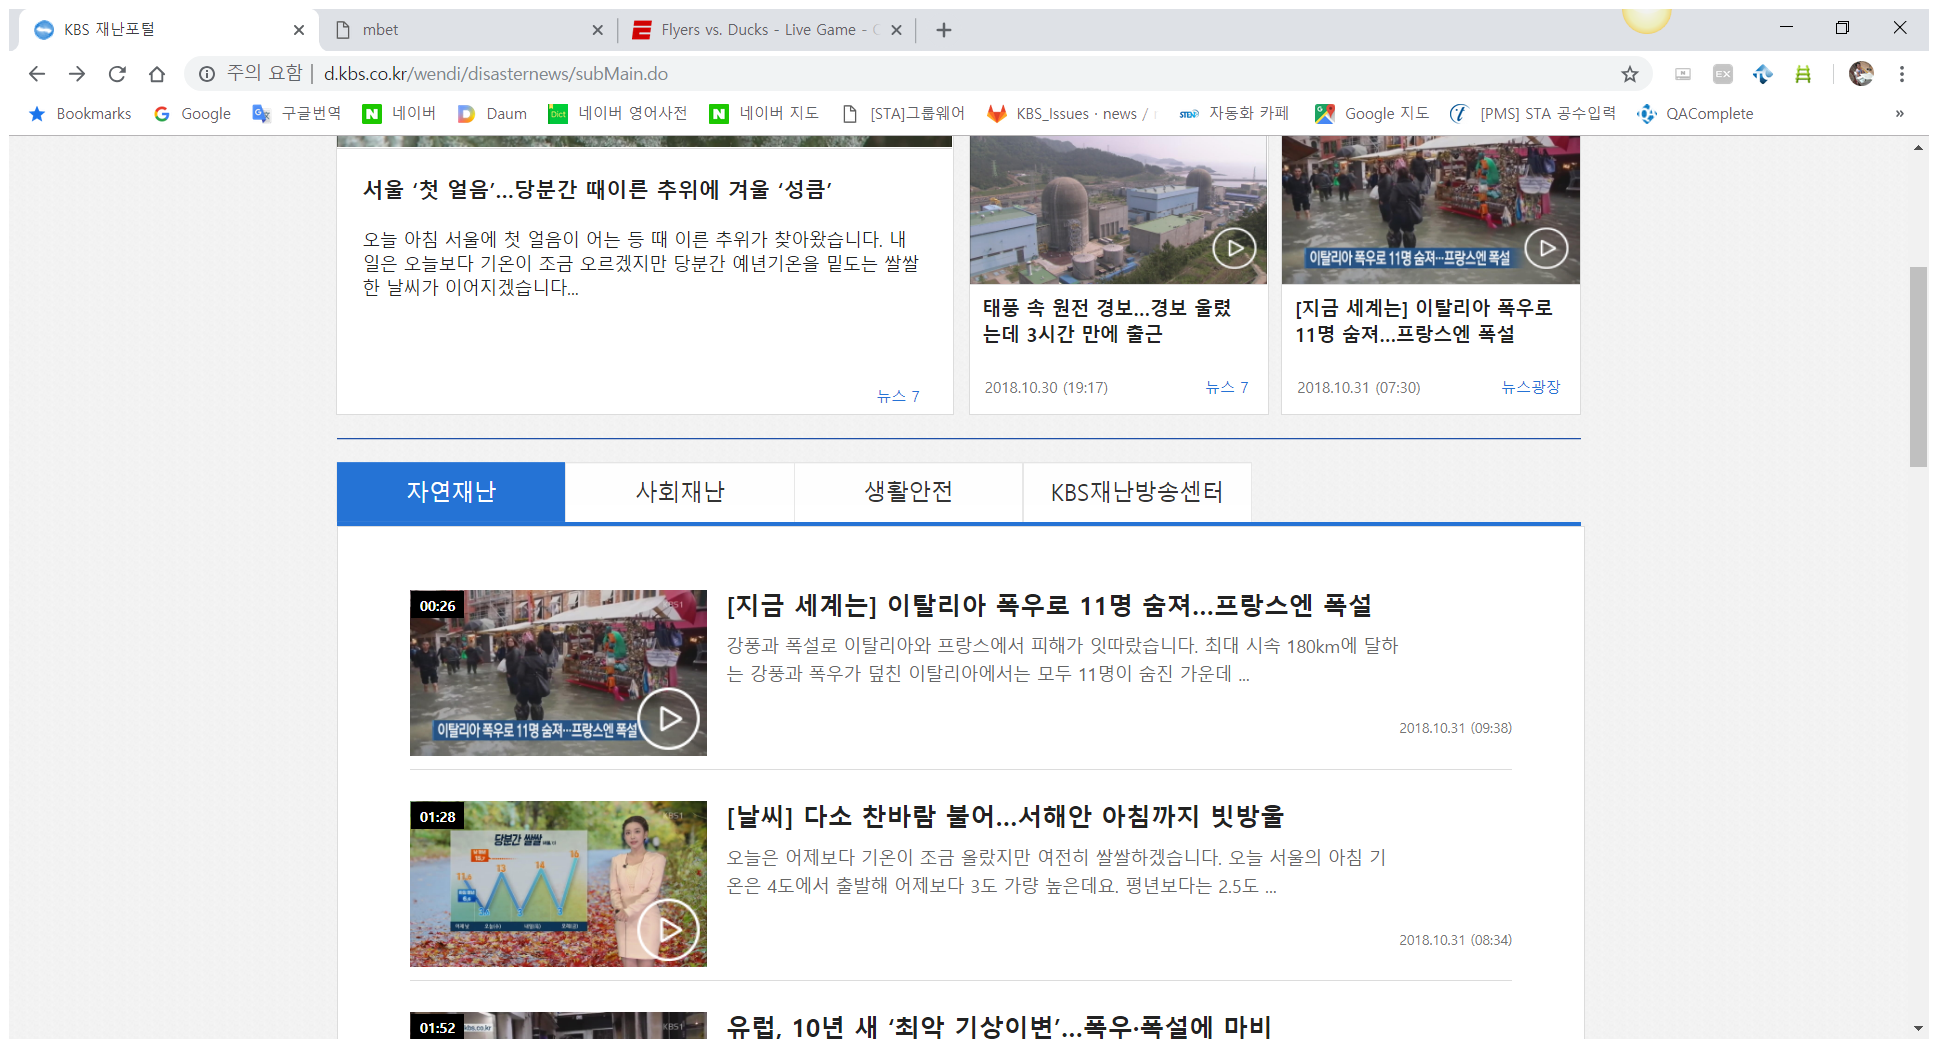 KBS 재난포털
mbet
Flyers vs. Ducks - Live Game -
주의 요함 | d.kbs.co.kr/wendi/disasternews/subMain.do
EX
Bookmarks
Google
구글번역
네이버
Daum
Dict 네이버 영어사전
네이버 지도
[STA]그룹웨어
KBS_Issues · news /
STEN 자동화 카페
Google 지도
[PMS] STA 공수입력
QAComplete
»
서울 ‘첫 얼음’...당분간 때이른 추위에 겨울 ‘성큼’
오늘 아침 서울에 첫 얼음이 어는 등 때 이른 추위가 찾아왔습니다. 내
일은 오늘보다 기온이 조금 오르겠지만 당분간 예년기온을 밑도는 쌀쌀
한 날씨가 이어지겠습니다...
뉴스 7
태풍 속 원전 경보...경보 울렸
는데 3시간 만에 출근
2018.10.30 (19:17)
뉴스 7
이탈리아 폭우로 11명 숨져…프랑스엔 폭설
[지금 세계는] 이탈리아 폭우로
11명 숨져...프랑스엔 폭설
2018.10.31 (07:30)
뉴스광장
자연재난
사회재난
생활안전
KBS재난방송센터
00:26
KBS1
이탈리아 폭우로 11명 숨져…프랑스엔 폭설
[지금 세계는] 이탈리아 폭우로 11명 숨져...프랑스엔 폭설
강풍과 폭설로 이탈리아와 프랑스에서 피해가 잇따랐습니다. 최대 시속 180km에 달하
는 강풍과 폭우가 덮친 이탈리아에서는 모두 11명이 숨진 가운데 ...
2018.10.31 (09:38)
01:28
KBS1
당분간 쌀쌀
13
14
16
[날씨] 다소 찬바람 불어...서해안 아침까지 빗방울
오늘은 어제보다 기온이 조금 올랐지만 여전히 쌀쌀하겠습니다. 오늘 서울의 아침 기
온은 4도에서 출발해 어제보다 3도 가량 높은데요. 평년보다는 2.5도 ...
2018.10.31 (08:34)
01:52
kbs.co.kr
KBS1
유럽, 10년 새 ‘최악 기상이변’...폭우·폭설에 마비